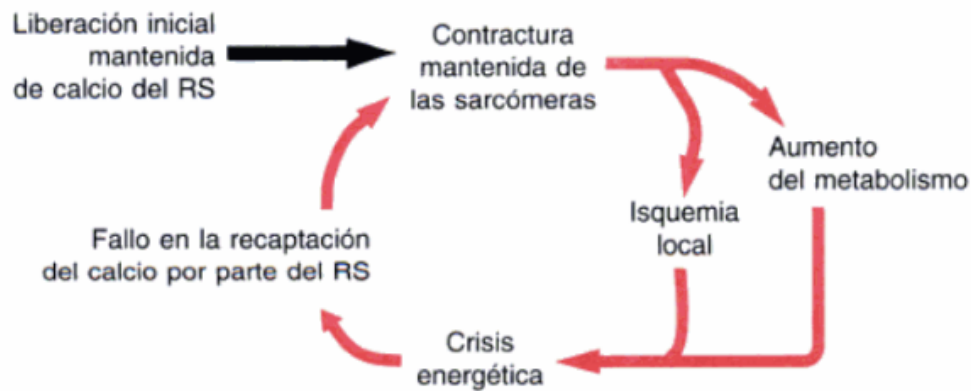 Liberación inicial
mantenida
de calcio del RS
Contractura
mantenida de
las sarcómeras
Aumento
del metabolismo
Isquemia
local
Crisis
energética
Fallo en la recaptación
del calcio por parte del RS